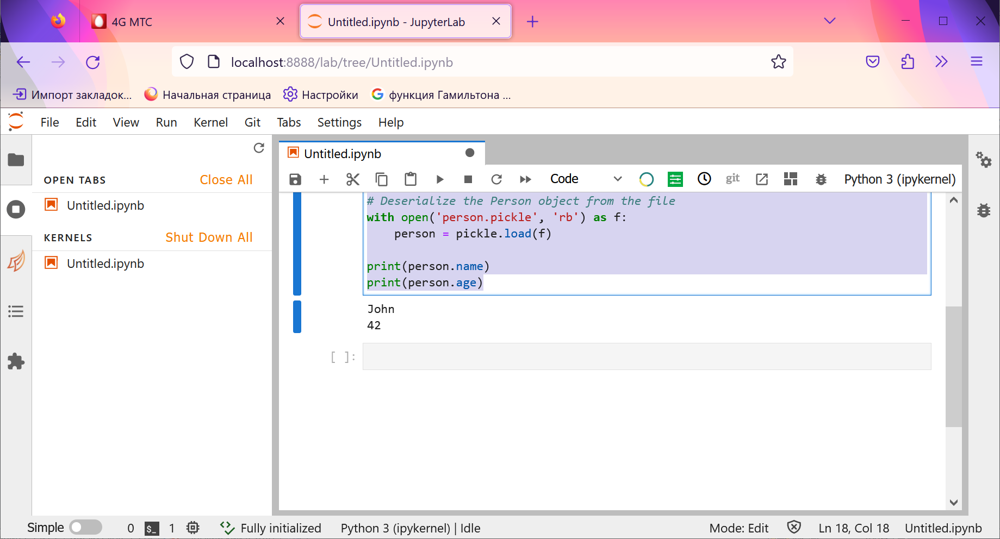 4G МТС
Untitled.ipynb - JupyterLab
localhost:8888/lab/tree/Untitled.ipynb
Импорт закладок...
Начальная страница
Настройки
функция Гамильтона ...
File Edit View Run Kernel Git Tabs Settings Help
OPEN TABS
Close All
Untitled.ipynb
KERNELS
Shut Down All
Untitled.ipynb
Untitled.ipynb
Code
git
Python 3 (ipykernel)
# Deserialize the Person object from the file
with open('person.pickle', 'rb') as f:
    person = pickle.load(f)
print(person.name)
print(person.age)
John
42
[ ]:
Simple
0
$_
1
Fully initialized
Python 3 (ipykernel) | Idle
Mode: Edit
Ln 18, Col 18
Untitled.ipynb